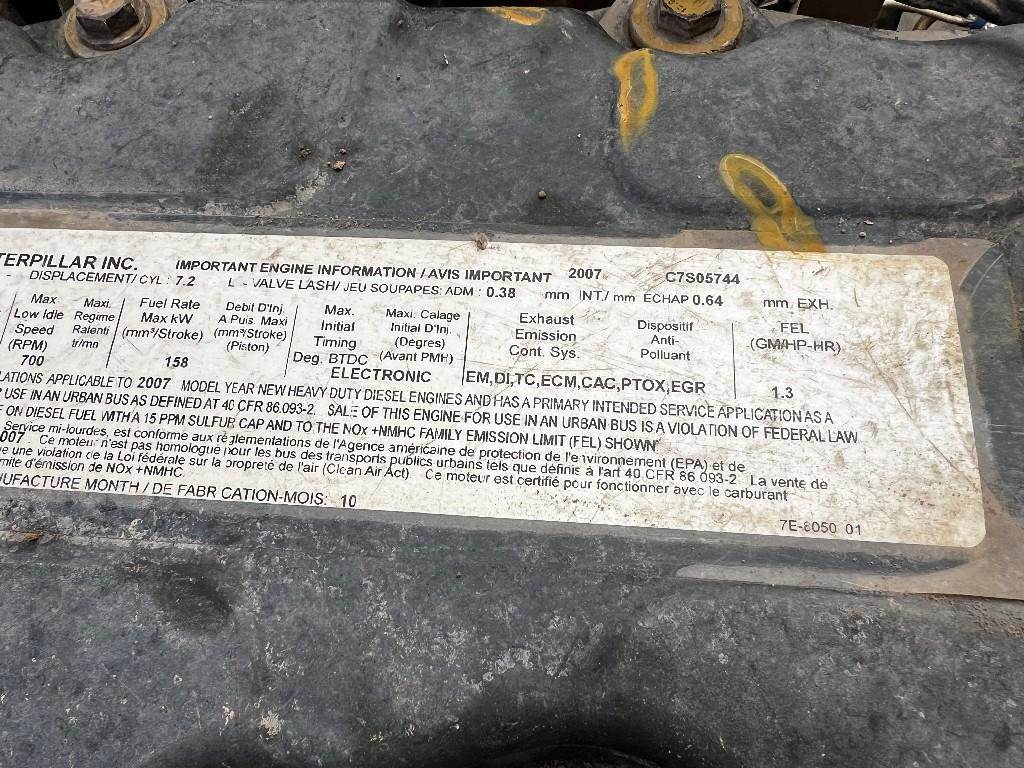 TERPILLAR INC. IMPORTANT ENGINE INFORMATION / AVIS IMPORTANT 2007 C7S05744
- DISPLACEMENT/ CYL : 7.2 L - VALVE LASH/ JEU SOUPAPES: ADM : 0.38 mm INT./ mm ECHAP 0.64 mm EXH.
Max Maxi. Fuel Rate Debit D'Inj. Max. Maxi. Calage Exhaust Dispositif FEL
Low Idle Regime Max kW A Puis. Maxi Initial Initial D'Inj. Emission Anti- (GM/HP-HR)
Speed Ralenti (mm³/Stroke) (mm³/Stroke) Timing (Degres) Cont. Sys. Polluant
(RPM) tr/mn (Piston) Deg. BTDC (Avant PMH)
700 158 ELECTRONIC EM,DI,TC,ECM,CAC,PTOX,EGR 1.3
LATIONS APPLICABLE TO 2007 MODEL YEAR NEW HEAVY DUTY DIESEL ENGINES AND HAS A PRIMARY INTENDED SERVICE APPLICATION AS A
USE IN AN URBAN BUS AS DEFINED AT 40 CFR 86.093-2. SALE OF THIS ENGINE FOR USE IN AN URBAN BUS IS A VIOLATION OF FEDERAL LAW
E ON DIESEL FUEL WITH A 15 PPM SULFUR CAP AND TO THE NOx +NMHC FAMILY EMISSION LIMIT (FEL) SHOWN
Service mi-lourdes, est conforme aux réglementations de l'Agence américaine de protection de l'environnement (EPA) et de
007 . Ce moteur n'est pas homologué pour les bus des transports publics urbains tels que définis à l'art 40 CFR 86 093-2. La vente de
e une violation de la Loi fédérale sur la propreté de l'air (Clean Air Act). Ce moteur est certifié pour fonctionner avec le carburant
mite d'émission de NOx +NMHC
UFACTURE MONTH / DE FABRICATION-MOIS: 10
7E-6050 01